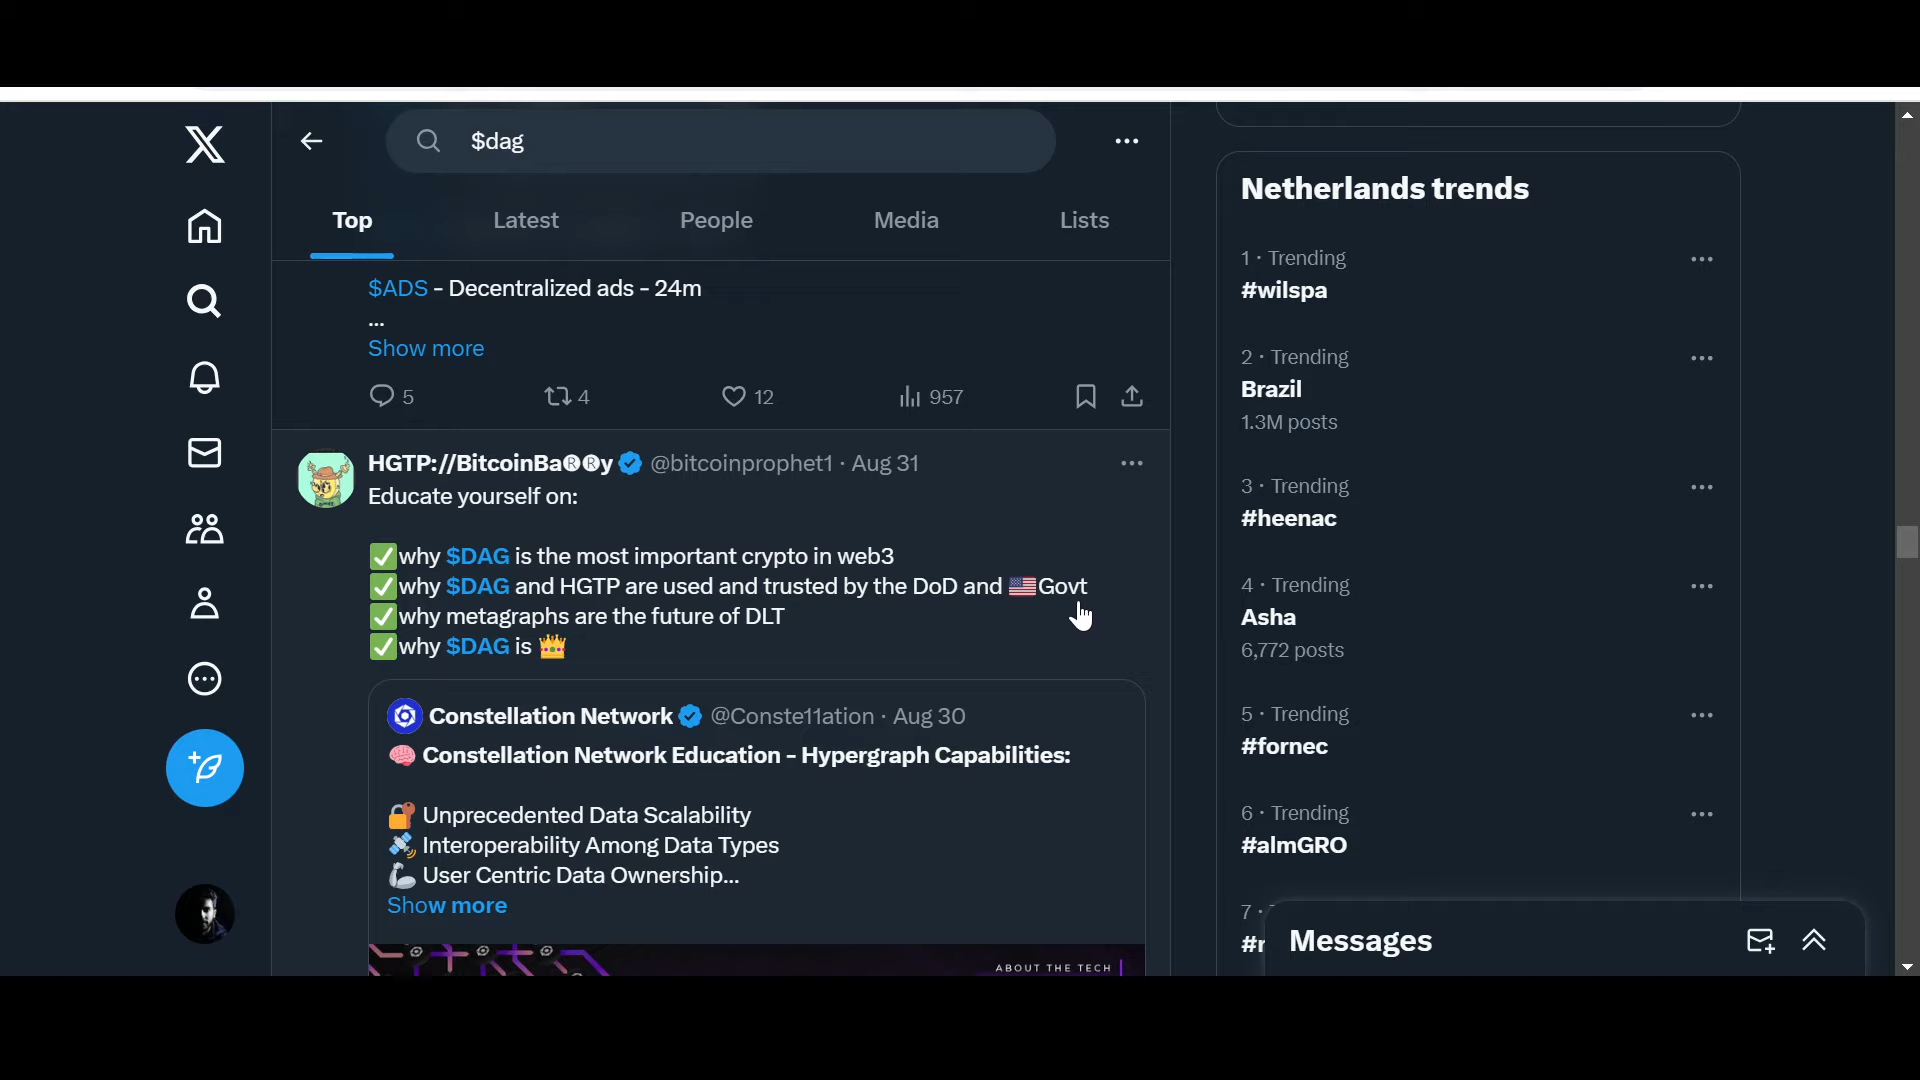 $dag
Top
Latest
People
Media
Lists
$ADS - Decentralized ads - 24m
...
Show more
5
4
12
957
HGTP://BitcoinBa®®y @bitcoinprophet1 · Aug 31
Educate yourself on:
✅why $DAG is the most important crypto in web3
✅why $DAG and HGTP are used and trusted by the DoD and 🇺🇸Govt
✅why metagraphs are the future of DLT
✅why $DAG is 👑
Constellation Network @Conste11ation · Aug 30
🧠 Constellation Network Education - Hypergraph Capabilities:
🔐 Unprecedented Data Scalability
🛰 Interoperability Among Data Types
🦾 User Centric Data Ownership...
Show more
ABOUT THE TECH
Netherlands trends
1 · Trending
#wilspa
2 · Trending
Brazil
1.3M posts
3 · Trending
#heenac
4 · Trending
Asha
6,772 posts
5 · Trending
#fornec
6 · Trending
#almGRO
7 ·
Messages